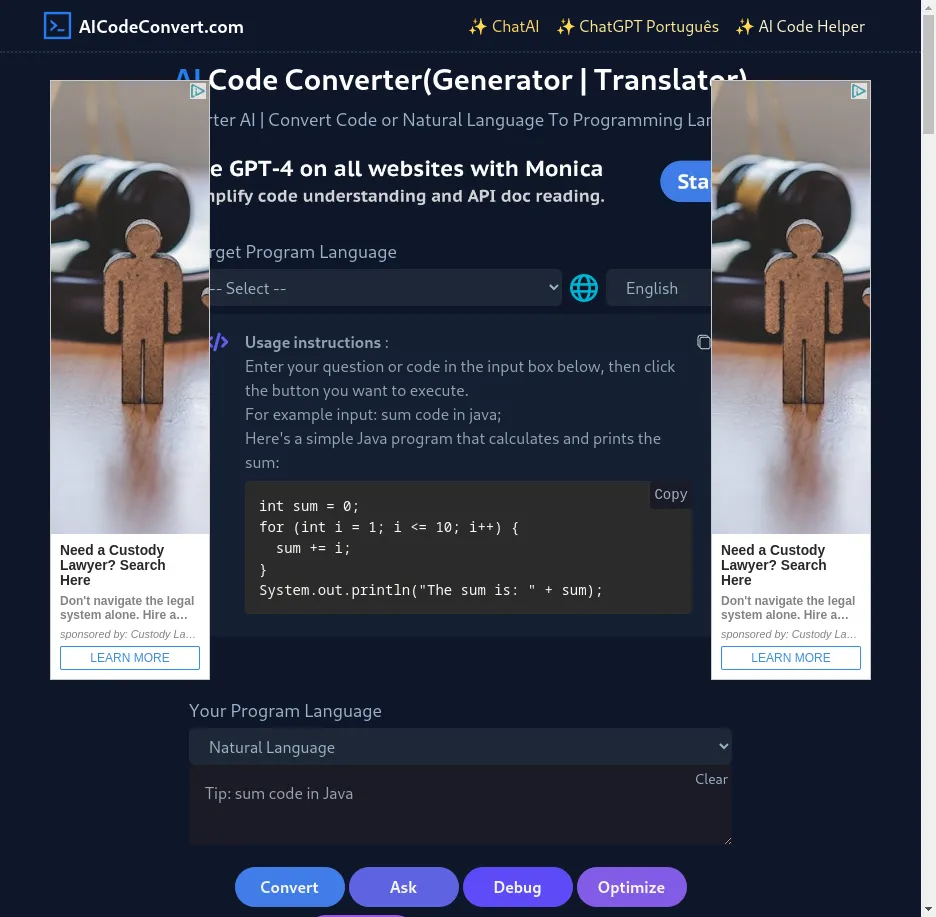 AICodeConvert.com
✨ ChatAI ✨ ChatGPT Português ✨ AI Code Helper
AI Code Converter(Generator | Translator)
AI | Convert Code or Natural Language To Programming
GPT-4 on all websites with Monica
code understanding and API doc reading.
Program Language
-- Select --
English
Usage instructions :
Enter your question or code in the input box below, then click
the button you want to execute.
For example input: sum code in java;
Here's a simple Java program that calculates and prints the
sum:
Copy
int sum = 0;
for (int i = 1; i <= 10; i++) {
sum += i;
}
System.out.println("The sum is: " + sum);
Need a Custody
Lawyer? Search
Here
Don't navigate the legal
system alone. Hire a...
sponsored by: Custody La...
LEARN MORE
Need a Custody
Lawyer? Search
Here
Don't navigate the legal
system alone. Hire a...
sponsored by: Custody La...
LEARN MORE
Your Program Language
Natural Language
Clear
Tip: sum code in Java
Convert
Ask
Debug
Optimize